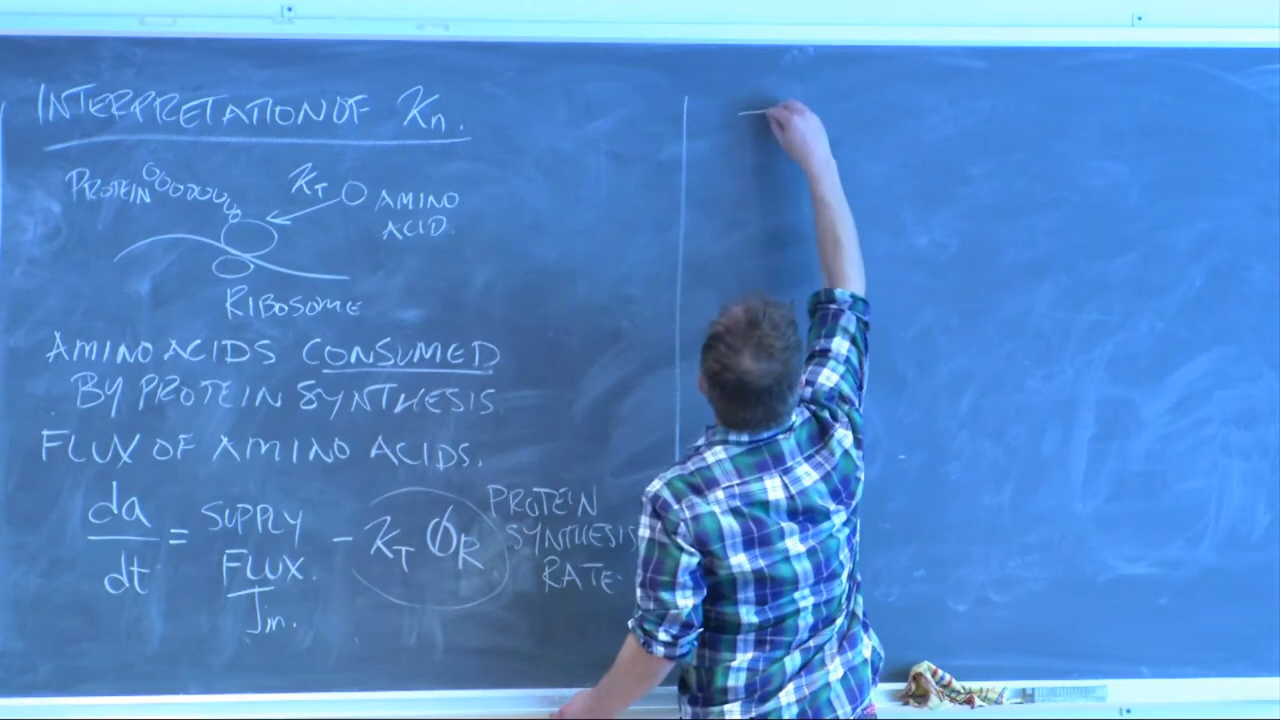 INTERPRETATION OF Kn.
PROTEIN
KT
AMINO
ACID.
RIBOSOME
AMINO ACIDS CONSUMED
BY PROTEIN SYNTHESIS.
FLUX OF AMINO ACIDS.
da/dt = SUPPLY FLUX. Jin. - KT ϕR
PROTEIN
SYNTHESIS
RATE.